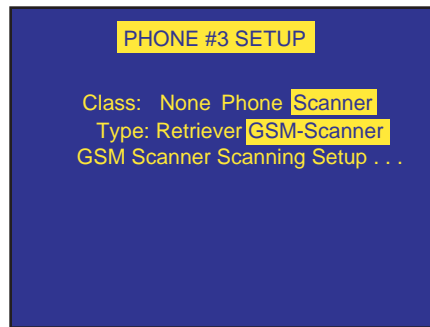 PHONE #3 SETUP
Class: None Phone Scanner
Type: Retriever GSM-Scanner
GSM Scanner Scanning Setup . . .